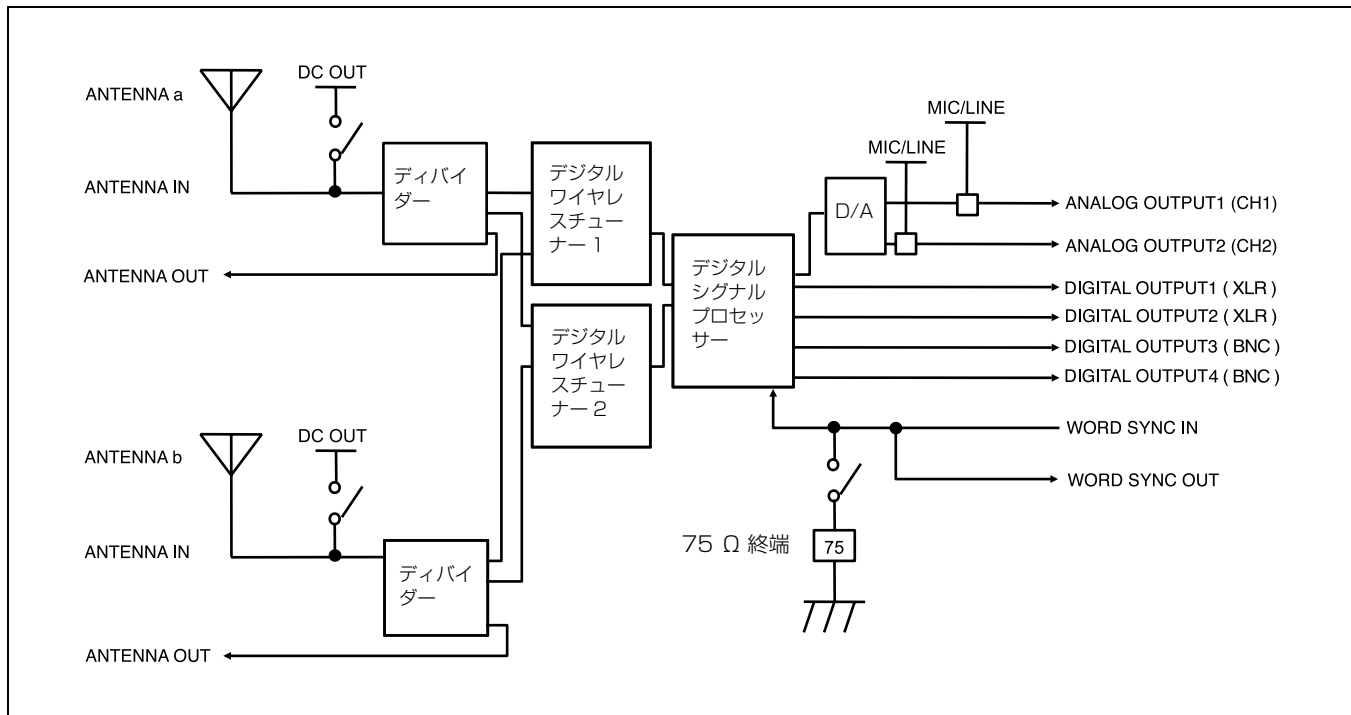 ANTENNA a
DC OUT
ANTENNA IN
ANTENNA OUT
ディバイ
ダー
デジタル
ワイヤレ
スチュー
ナー 1
デジタル
ワイヤレ
スチュー
ナー 2
デジタル
シグナル
プロセッ
サー
D/A
MIC/LINE
MIC/LINE
ANALOG OUTPUT1 (CH1)
ANALOG OUTPUT2 (CH2)
DIGITAL OUTPUT1 ( XLR )
DIGITAL OUTPUT2 ( XLR )
DIGITAL OUTPUT3 ( BNC )
DIGITAL OUTPUT4 ( BNC )
WORD SYNC IN
WORD SYNC OUT
75 Ω 終端
75
ANTENNA b
DC OUT
ANTENNA IN
ディバイ
ダー
ANTENNA OUT